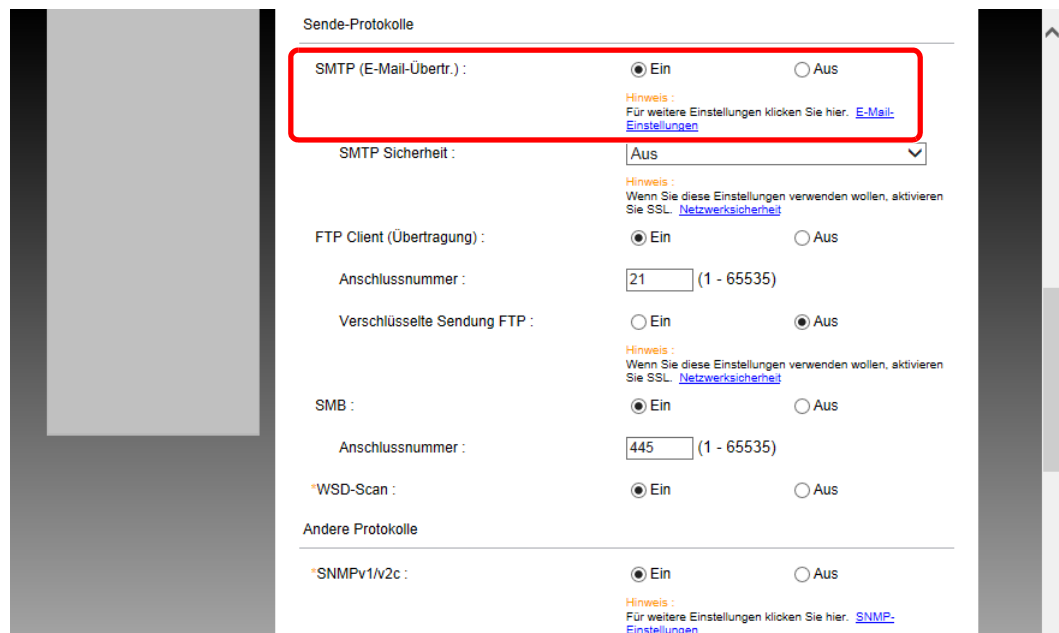 Sende-Protokolle
SMTP (E-Mail-Übertr.) : Ein Aus
Hinweis :
Für weitere Einstellungen klicken Sie hier. E-Mail-
Einstellungen
SMTP Sicherheit : Aus
Hinweis :
Wenn Sie diese Einstellungen verwenden wollen, aktivieren
Sie SSL. Netzwerksicherheit
FTP Client (Übertragung) : Ein Aus
Anschlussnummer : 21 (1 - 65535)
Verschlüsselte Sendung FTP : Ein Aus
Hinweis :
Wenn Sie diese Einstellungen verwenden wollen, aktivieren
Sie SSL. Netzwerksicherheit
SMB : Ein Aus
Anschlussnummer : 445 (1 - 65535)
*WSD-Scan : Ein Aus
Andere Protokolle
*SNMPv1/v2c : Ein Aus
Hinweis :
Für weitere Einstellungen klicken Sie hier. SNMP-
Einstellungen